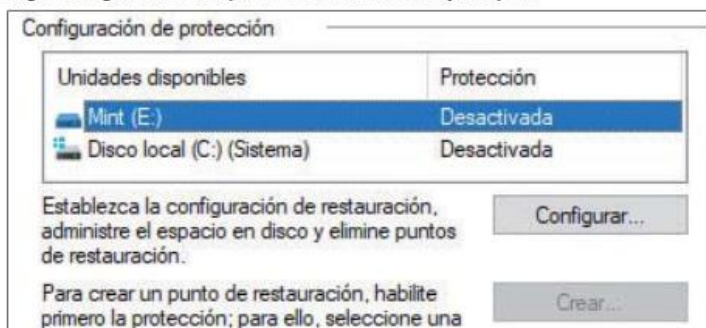 Configuración de protección
Unidades disponibles Protección
Mint (E:) Desactivada
Disco local (C:) (Sistema) Desactivada
Establezca la configuración de restauración,
administre el espacio en disco y elimine puntos
de restauración.
Configurar...
Para crear un punto de restauración, habilite
primero la protección; para ello, seleccione una
Crear...